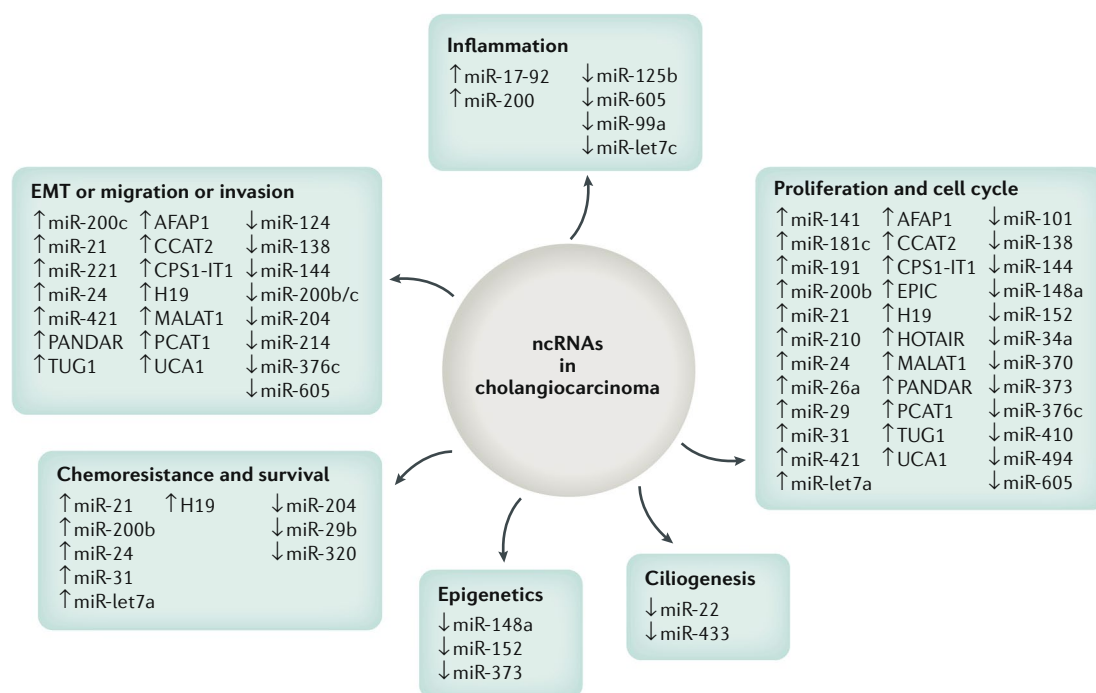 Inflammation
↑miR-17-92 ↓miR-125b
↑miR-200 ↓miR-605
↓miR-99a
↓miR-let7c
EMT or migration or invasion
↑miR-200c ↑AFAP1 ↓miR-124
↑miR-21 ↑CCAT2 ↓miR-138
↑miR-221 ↑CPS1-IT1 ↓miR-144
↑miR-24 ↑H19 ↓miR-200b/c
↑miR-421 ↑MALAT1 ↓miR-204
↑PANDAR ↑PCAT1 ↓miR-214
↑TUG1 ↑UCA1 ↓miR-376c
↓miR-605
Proliferation and cell cycle
↑miR-141 ↑AFAP1 ↓miR-101
↑miR-181c ↑CCAT2 ↓miR-138
↑miR-191 ↑CPS1-IT1 ↓miR-144
↑miR-200b ↑EPIC ↓miR-148a
↑miR-21 ↑H19 ↓miR-152
↑miR-210 ↑HOTAIR ↓miR-34a
↑miR-24 ↑MALAT1 ↓miR-370
↑miR-26a ↑PANDAR ↓miR-373
↑miR-29 ↑PCAT1 ↓miR-376c
↑miR-31 ↑TUG1 ↓miR-410
↑miR-421 ↑UCA1 ↓miR-494
↑miR-let7a ↓miR-605
ncRNAs
in
cholangiocarcinoma
Chemoresistance and survival
↑miR-21 ↑H19 ↓miR-204
↑miR-200b ↓miR-29b
↑miR-24 ↓miR-320
↑miR-31
↑miR-let7a
Epigenetics
↓miR-148a
↓miR-152
↓miR-373
Ciliogenesis
↓miR-22
↓miR-433